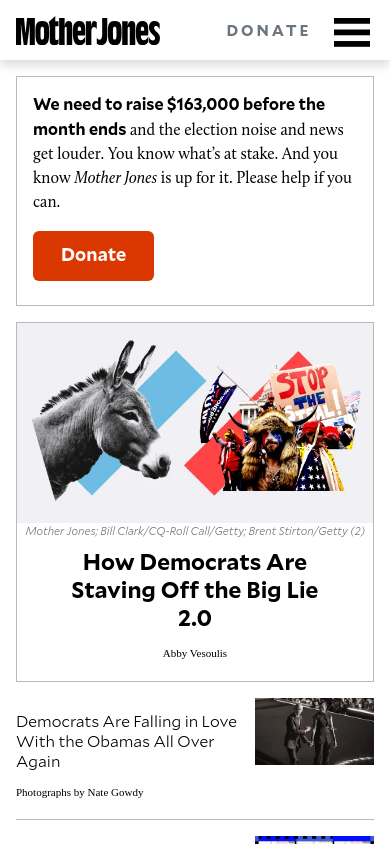 Mother Jones
DONATE
We need to raise $163,000 before the
month ends and the election noise and news
get louder. You know what’s at stake. And you
know Mother Jones is up for it. Please help if you
can.
Donate
STOP
THE
Mother Jones; Bill Clark/CQ-Roll Call/Getty; Brent Stirton/Getty (2)
How Democrats Are
Staving Off the Big Lie
2.0
Abby Vesoulis
Democrats Are Falling in Love
With the Obamas All Over
Again
Photographs by Nate Gowdy